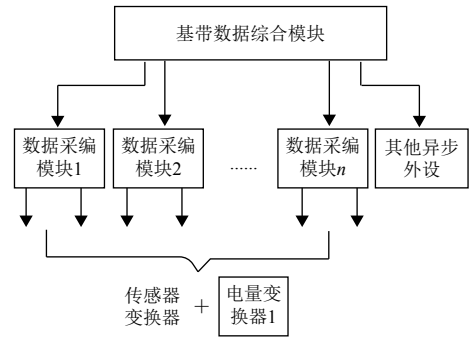 基带数据综合模块
数据采编
模块1
数据采编
模块2
......
数据采编
模块n
其他异步
外设
传感器
变换器
+
电量变
换器1